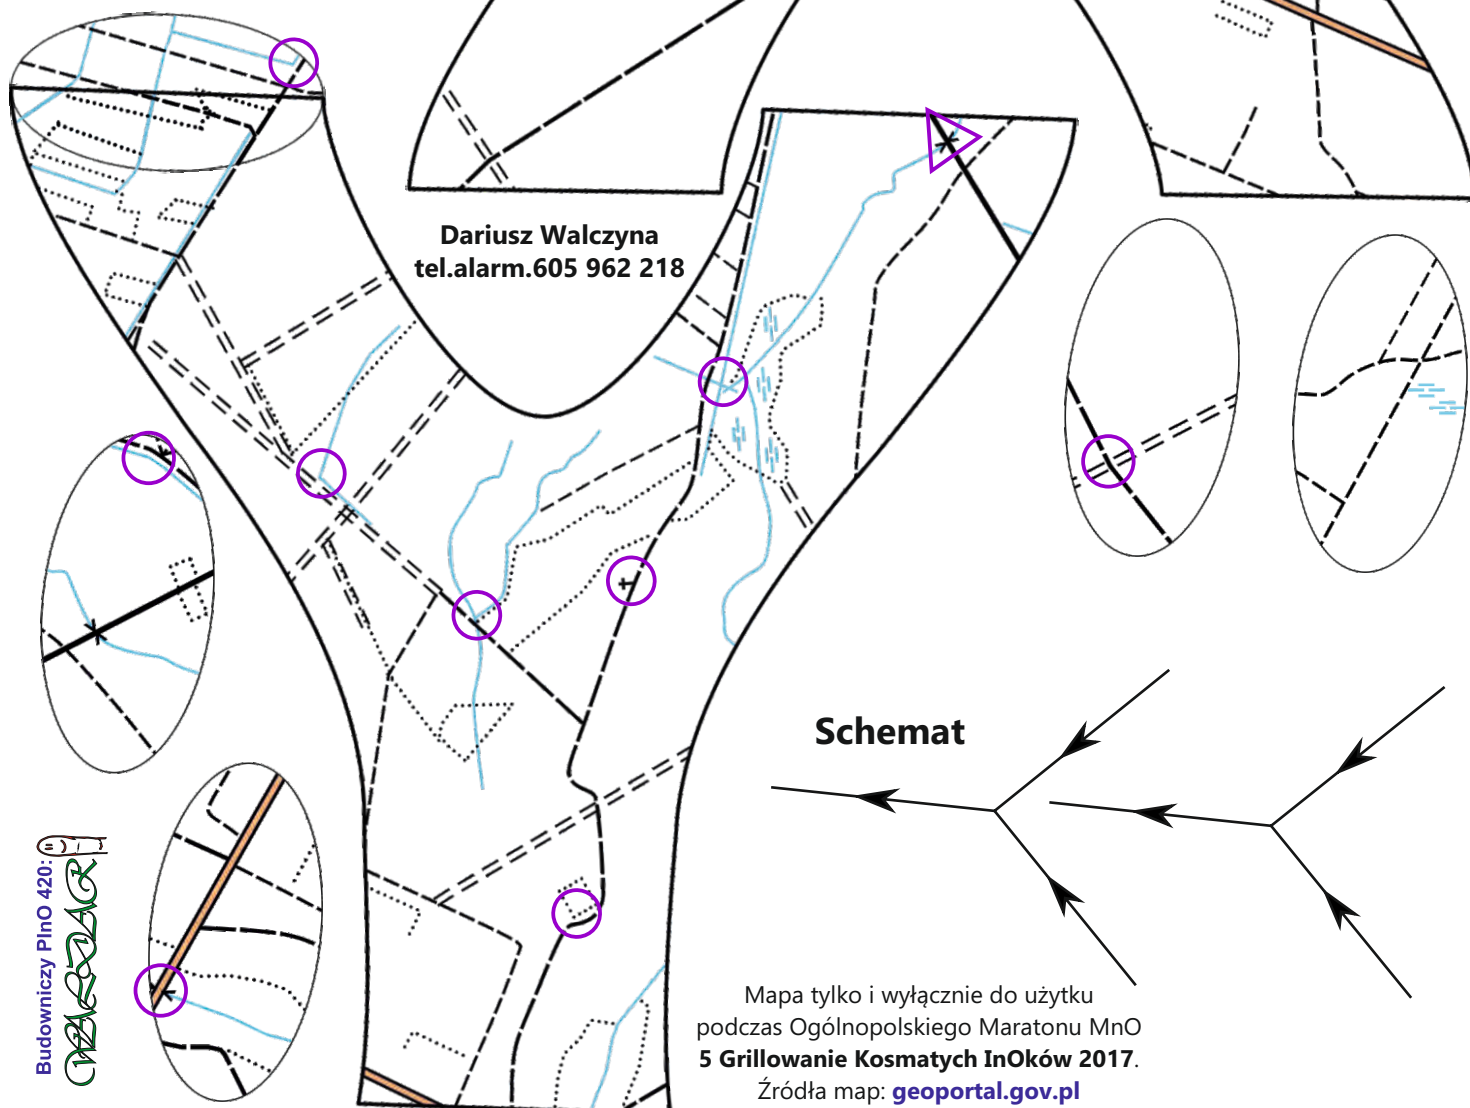 Dariusz Walczyna
tel.alarm.605 962 218
Schemat
Budowniczy PInO 420:
Mapa tylko i wyłącznie do użytku
podczas Ogólnopolskiego Maratonu MnO
5 Grillowanie Kosmatych InOków 2017.
Źródła map: geoportal.gov.pl